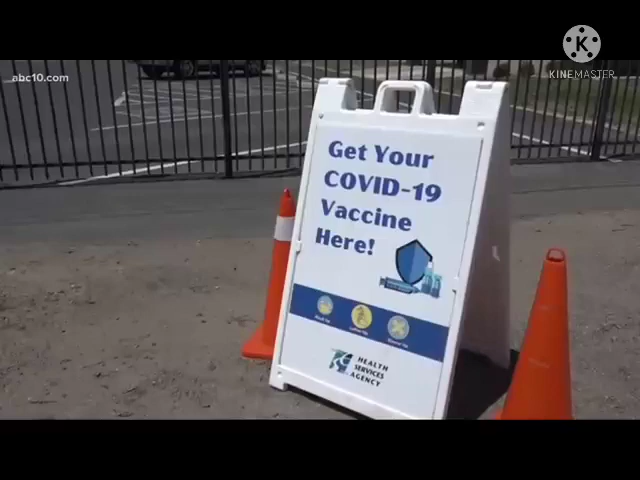 abc10.com
K
KINEMASTER
Get Your
COVID-19
Vaccine
Here!
HEALTH
SERVICES
AGENCY